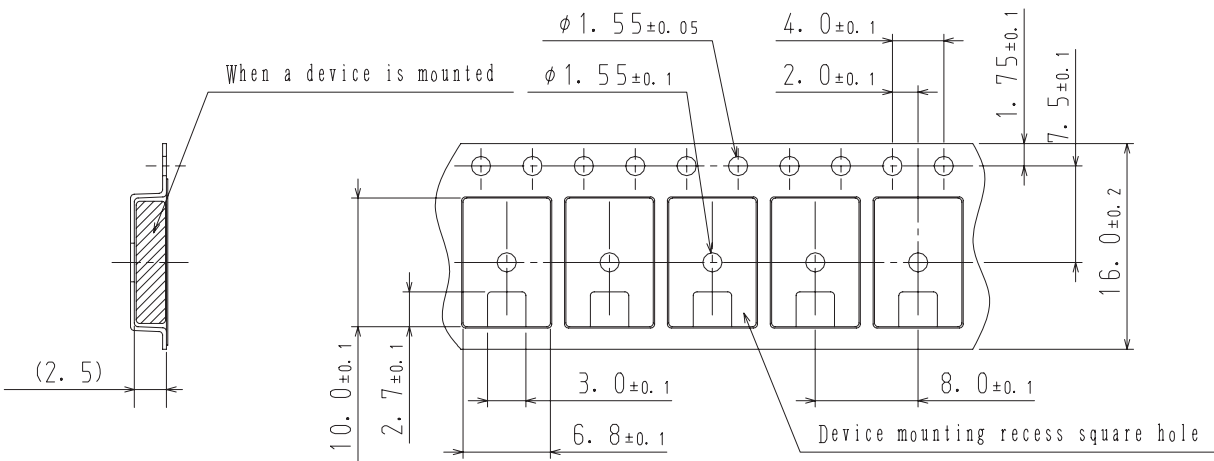 φ1.55±0.05
4.0±0.1
When a device is mounted
φ1.55±0.1
2.0±0.1
1.75±0.1
7.5±0.1
16.0±0.2
(2.5)
10.0±0.1
2.7±0.1
3.0±0.1
8.0±0.1
6.8±0.1
Device mounting recess square hole